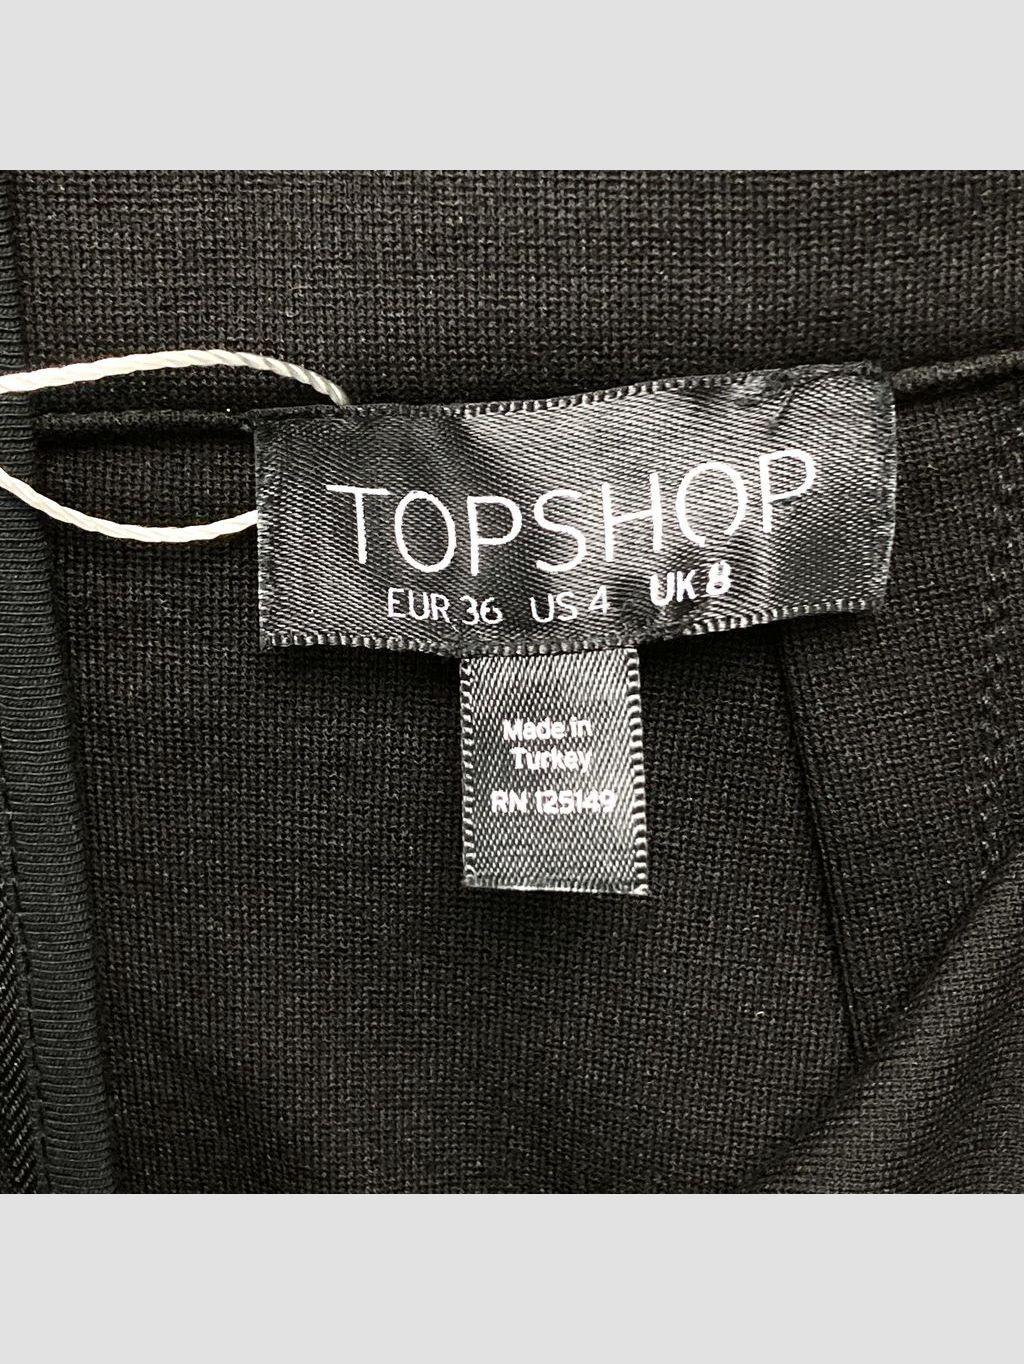 TOPSHOP
EUR 36 US 4 UK 8
Made in
Turkey
RN 125149